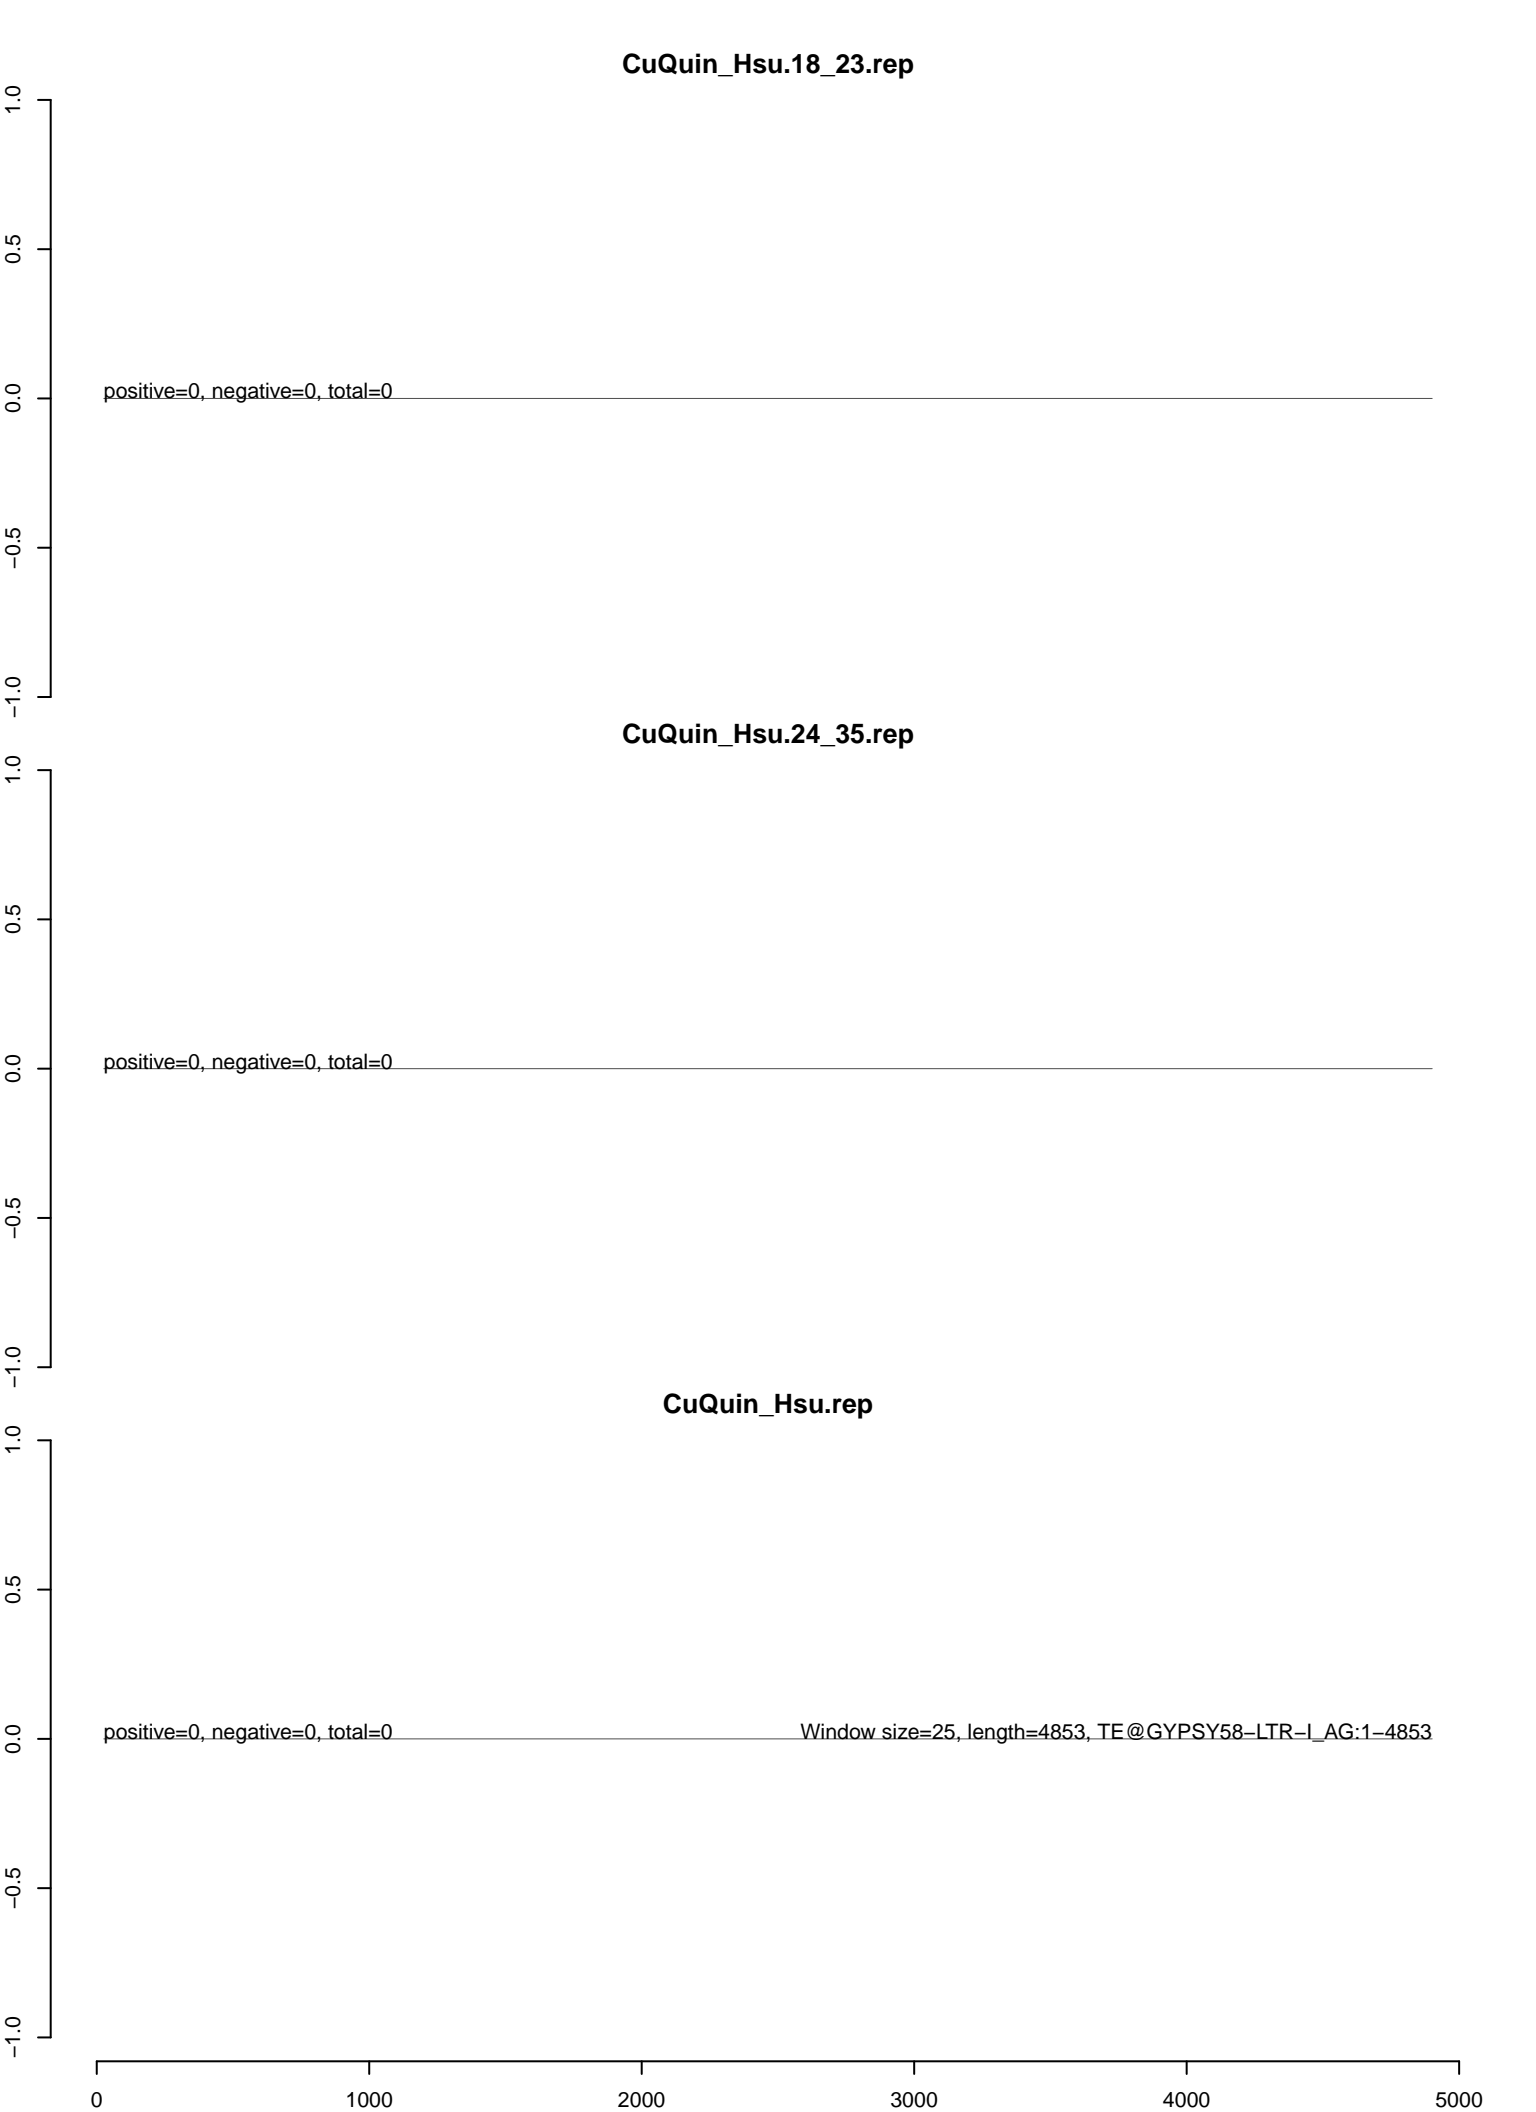 CuQuin_Hsu.18_23.rep
1.0
0.5
0.0
−0.5
−1.0
positive=0, negative=0, total=0
CuQuin_Hsu.24_35.rep
1.0
0.5
0.0
−0.5
−1.0
positive=0, negative=0, total=0
CuQuin_Hsu.rep
1.0
0.5
0.0
−0.5
−1.0
positive=0, negative=0, total=0
Window size=25, length=4853, TE@GYPSY58−LTR−I_AG:1−4853
0 1000 2000 3000 4000 5000